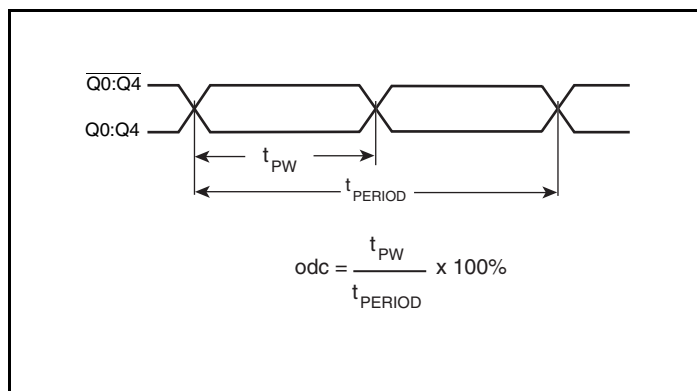 Q0:Q4
Q0:Q4
tPW
tPERIOD
odc = tPW / tPERIOD x 100%